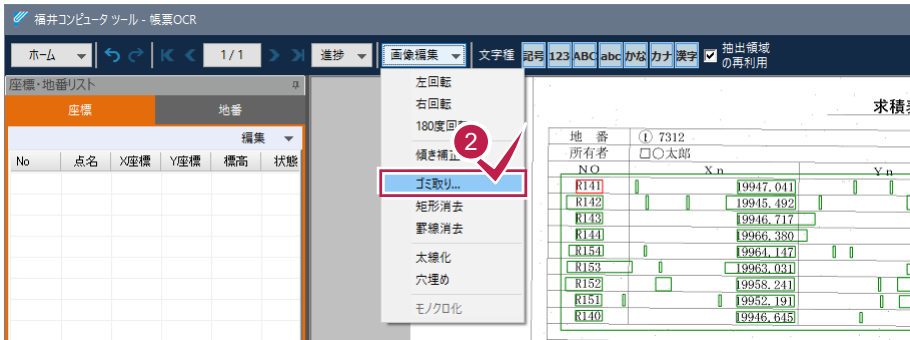 福井コンピュータ ツール - 帳票OCR
ホーム 1/1 進捗 画像編集 文字種 記号 123 ABC abc かな カナ 漢字 抽出領域の再利用
座標・地番リスト
座標 地番
編集
No 点名 X座標 Y座標 標高 状態
左回転
右回転
180度回
傾き補正
2
ゴミ取り...
矩形消去
罫線消去
太線化
穴埋め
モノクロ化
求積
地 番 ① 7312
所有者 口〇太郎
NO Xn Yn
R141 19947.041
R142 19945.492
R143 19946.717
R144 19966.380
R154 19964.147
R153 19963.031
R152 19958.241
R151 19952.191
R140 19946.645